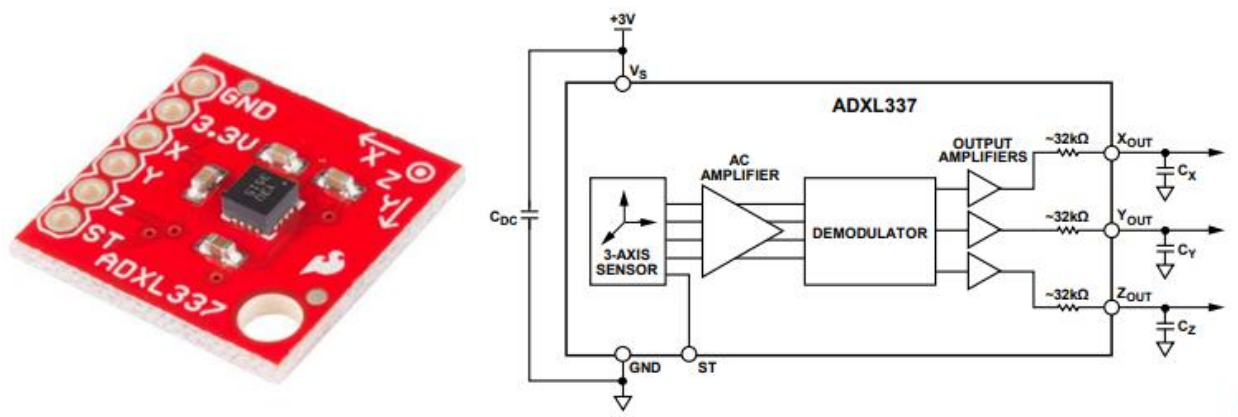 GND
3.3V
X
Y
Z
ST
X
Z
Y
ADXL337
+3V
VS
ADXL337
CDC
3-AXIS
SENSOR
AC
AMPLIFIER
DEMODULATOR
OUTPUT
AMPLIFIERS
~32kΩ
XOUT
CX
~32kΩ
YOUT
CY
~32kΩ
ZOUT
CZ
GND
ST